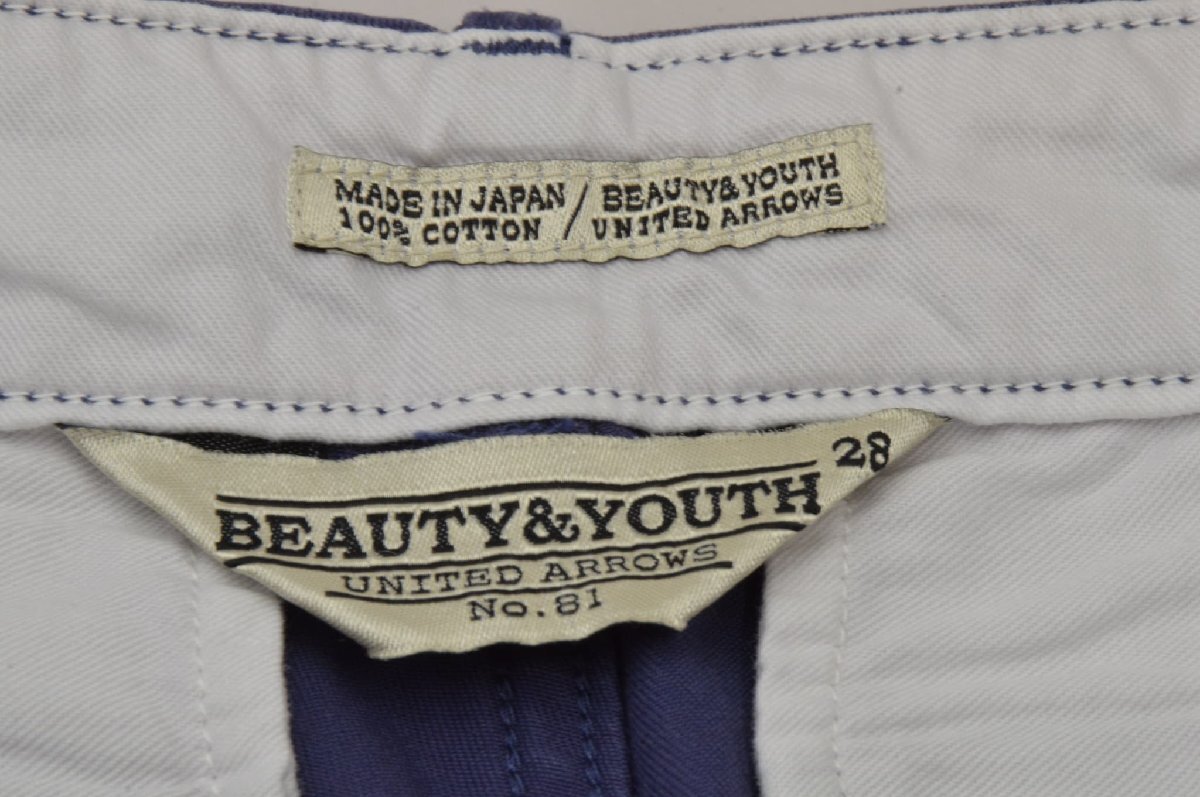 MADE IN JAPAN / BEAUTY&YOUTH
100% COTTON / UNITED ARROWS
28
BEAUTY&YOUTH
UNITED ARROWS
No.81